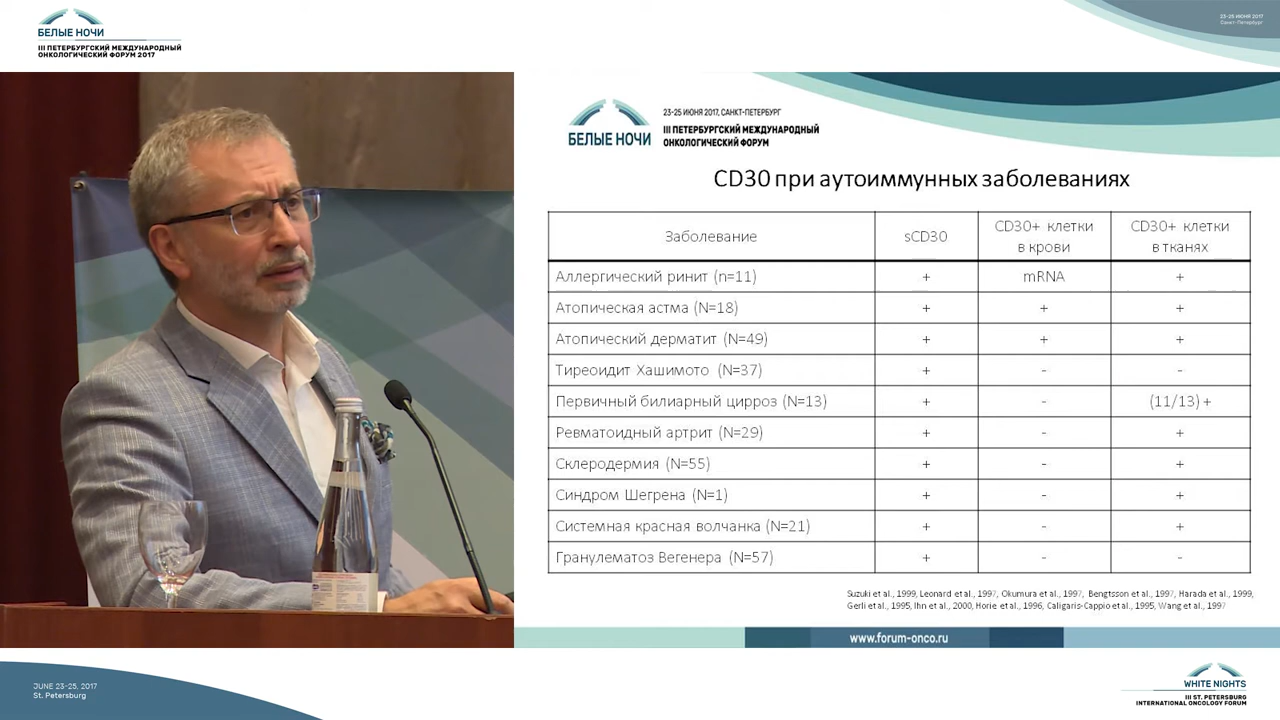 БЕЛЫЕ НОЧИ
III ПЕТЕРБУРГСКИЙ МЕЖДУНАРОДНЫЙ
ОНКОЛОГИЧЕСКИЙ ФОРУМ 2017
23-25 ИЮНЯ 2017
Санкт-Петербург
БЕЛЫЕ НОЧИ
23-25 ИЮНЯ 2017, САНКТ-ПЕТЕРБУРГ
III ПЕТЕРБУРГСКИЙ МЕЖДУНАРОДНЫЙ
ОНКОЛОГИЧЕСКИЙ ФОРУМ
CD30 при аутоиммунных заболеваниях
Заболевание sCD30 CD30+ клетки в крови CD30+ клетки в тканях
Аллергический ринит (n=11) + mRNA +
Атопическая астма (N=18) + + +
Атопический дерматит (N=49) + + +
Тиреоидит Хашимото (N=37) + - -
Первичный билиарный цирроз (N=13) + - (11/13) +
Ревматоидный артрит (N=29) + - +
Склеродермия (N=55) + - +
Синдром Шегрена (N=1) + - +
Системная красная волчанка (N=21) + - +
Гранулематоз Вегенера (N=57) + - -
Suzuki et al., 1999, Leonard et al., 1997, Okumura et al., 1997, Bengtsson et al., 1997, Harada et al., 1999,
Gerli et al., 1995, Ihn et al., 2000, Horie et al., 1996, Caligaris-Cappio et al., 1995, Wang et al., 1997
www.forum-onco.ru
JUNE 23-25, 2017
St. Petersburg
WHITE NIGHTS
III ST. PETERSBURG
INTERNATIONAL ONCOLOGY FORUM